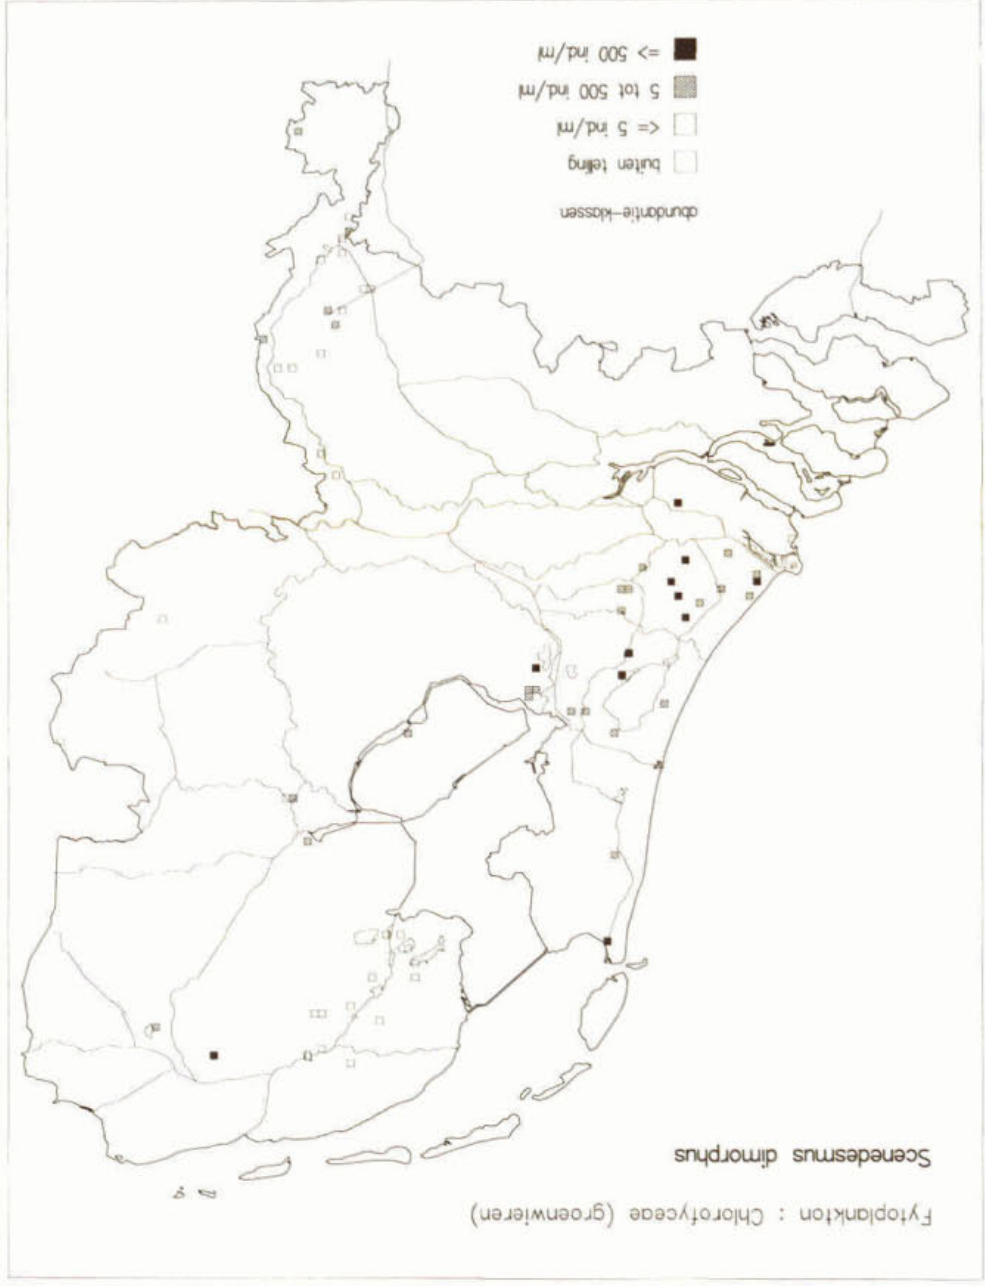 Fytoplankton : Chlorofyceae (groenwieren)
Scenedesmus dimorphus
abundantie-klassen
buiten telling
<= 5 ind./ml
5 tot 500 ind./ml
=> 500 ind./ml